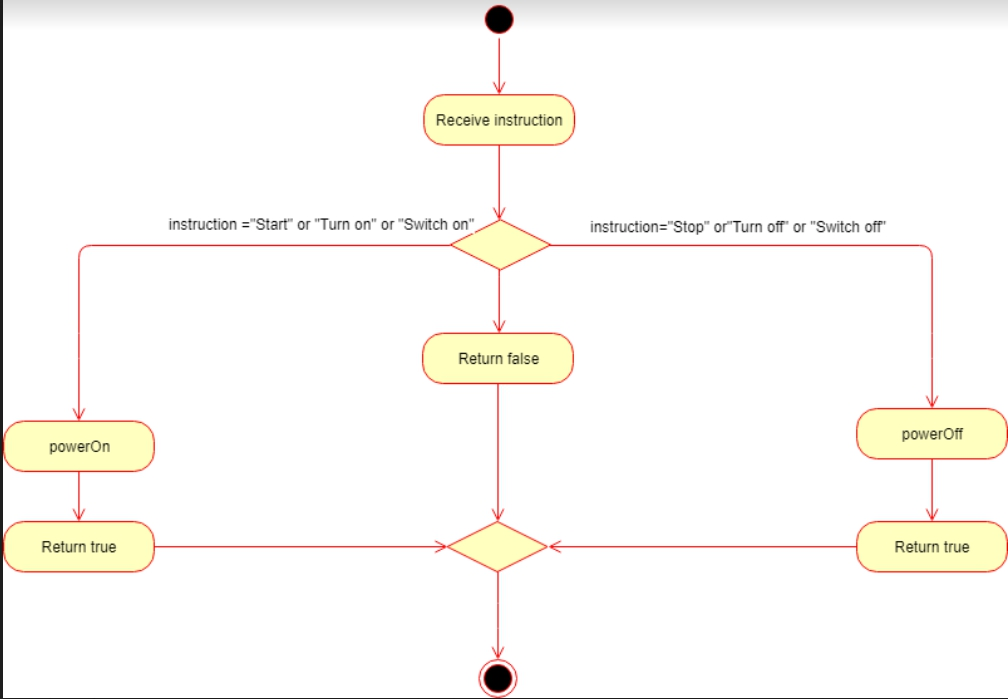 Receive instruction
instruction ="Start" or "Turn on" or "Switch on"
instruction="Stop" or"Turn off" or "Switch off"
Return false
powerOn
powerOff
Return true
Return true